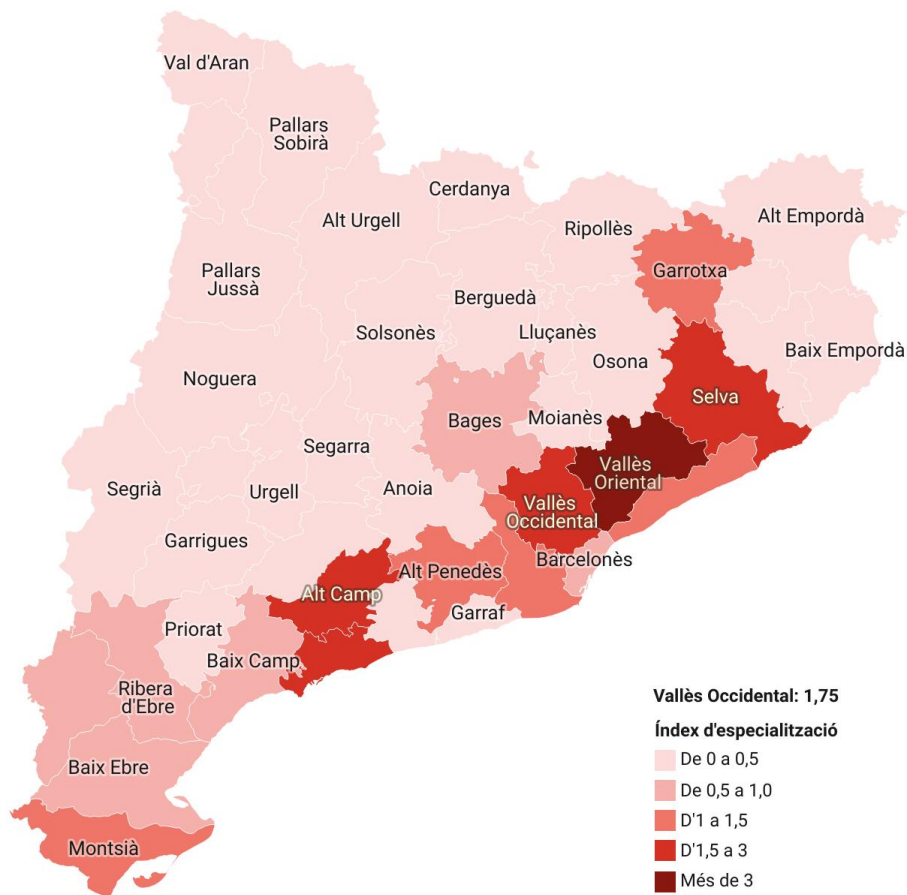 Val d'Aran
Pallars
Sobirà
Cerdanya
Alt Urgell
Ripollès
Alt Empordà
Garrotxa
Pallars
Jussà
Berguedà
Solsonès
Lluçanès
Osona
Baix Empordà
Noguera
Selva
Bages
Moianès
Segarra
Vallès
Oriental
Segrià
Urgell
Anoia
Vallès
Occidental
Garrigues
Barcelonès
Alt Penedès
Alt Camp
Garraf
Priorat
Baix Camp
Ribera
d'Ebre
Baix Ebre
Montsià
Vallès Occidental: 1,75
Índex d'especialització
De 0 a 0,5
De 0,5 a 1,0
D'1 a 1,5
D'1,5 a 3
Més de 3